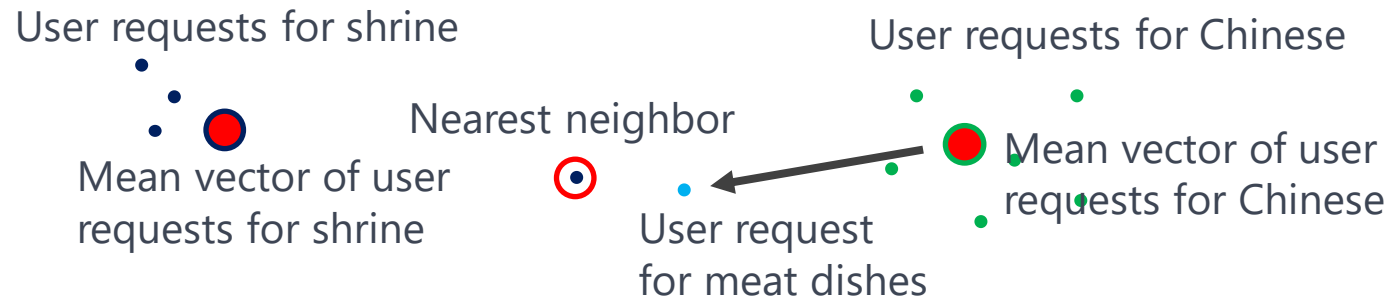 User requests for shrine
User requests for Chinese
Nearest neighbor
Mean vector of user
requests for shrine
Mean vector of user
requests for Chinese
User request
for meat dishes